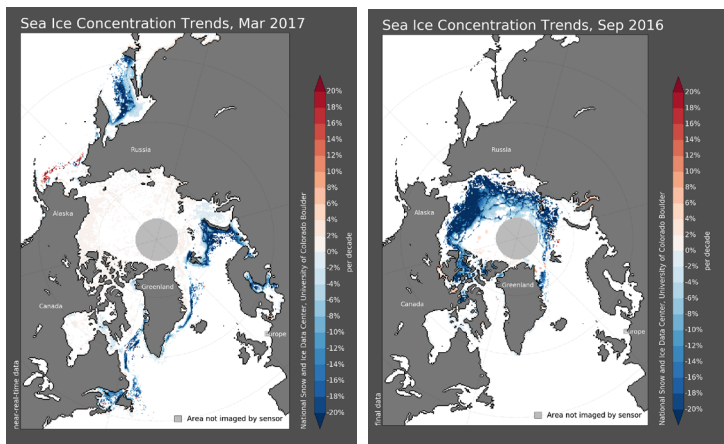 Sea Ice Concentration Trends, Mar 2017
Russia
Alaska
Canada
Greenland
Europe
Area not imaged by sensor
near-real-time data
National Snow and Ice Data Center, University of Colorado Boulder
20%
18%
16%
14%
12%
10%
8%
6%
4%
2%
0%
-2%
-4%
-6%
-8%
-10%
-12%
-14%
-16%
-18%
-20%
per decade
Sea Ice Concentration Trends, Sep 2016
Russia
Alaska
Canada
Greenland
Europe
Area not imaged by sensor
final data
National Snow and Ice Data Center, University of Colorado Boulder
20%
18%
16%
14%
12%
10%
8%
6%
4%
2%
0%
-2%
-4%
-6%
-8%
-10%
-12%
-14%
-16%
-18%
-20%
per decade